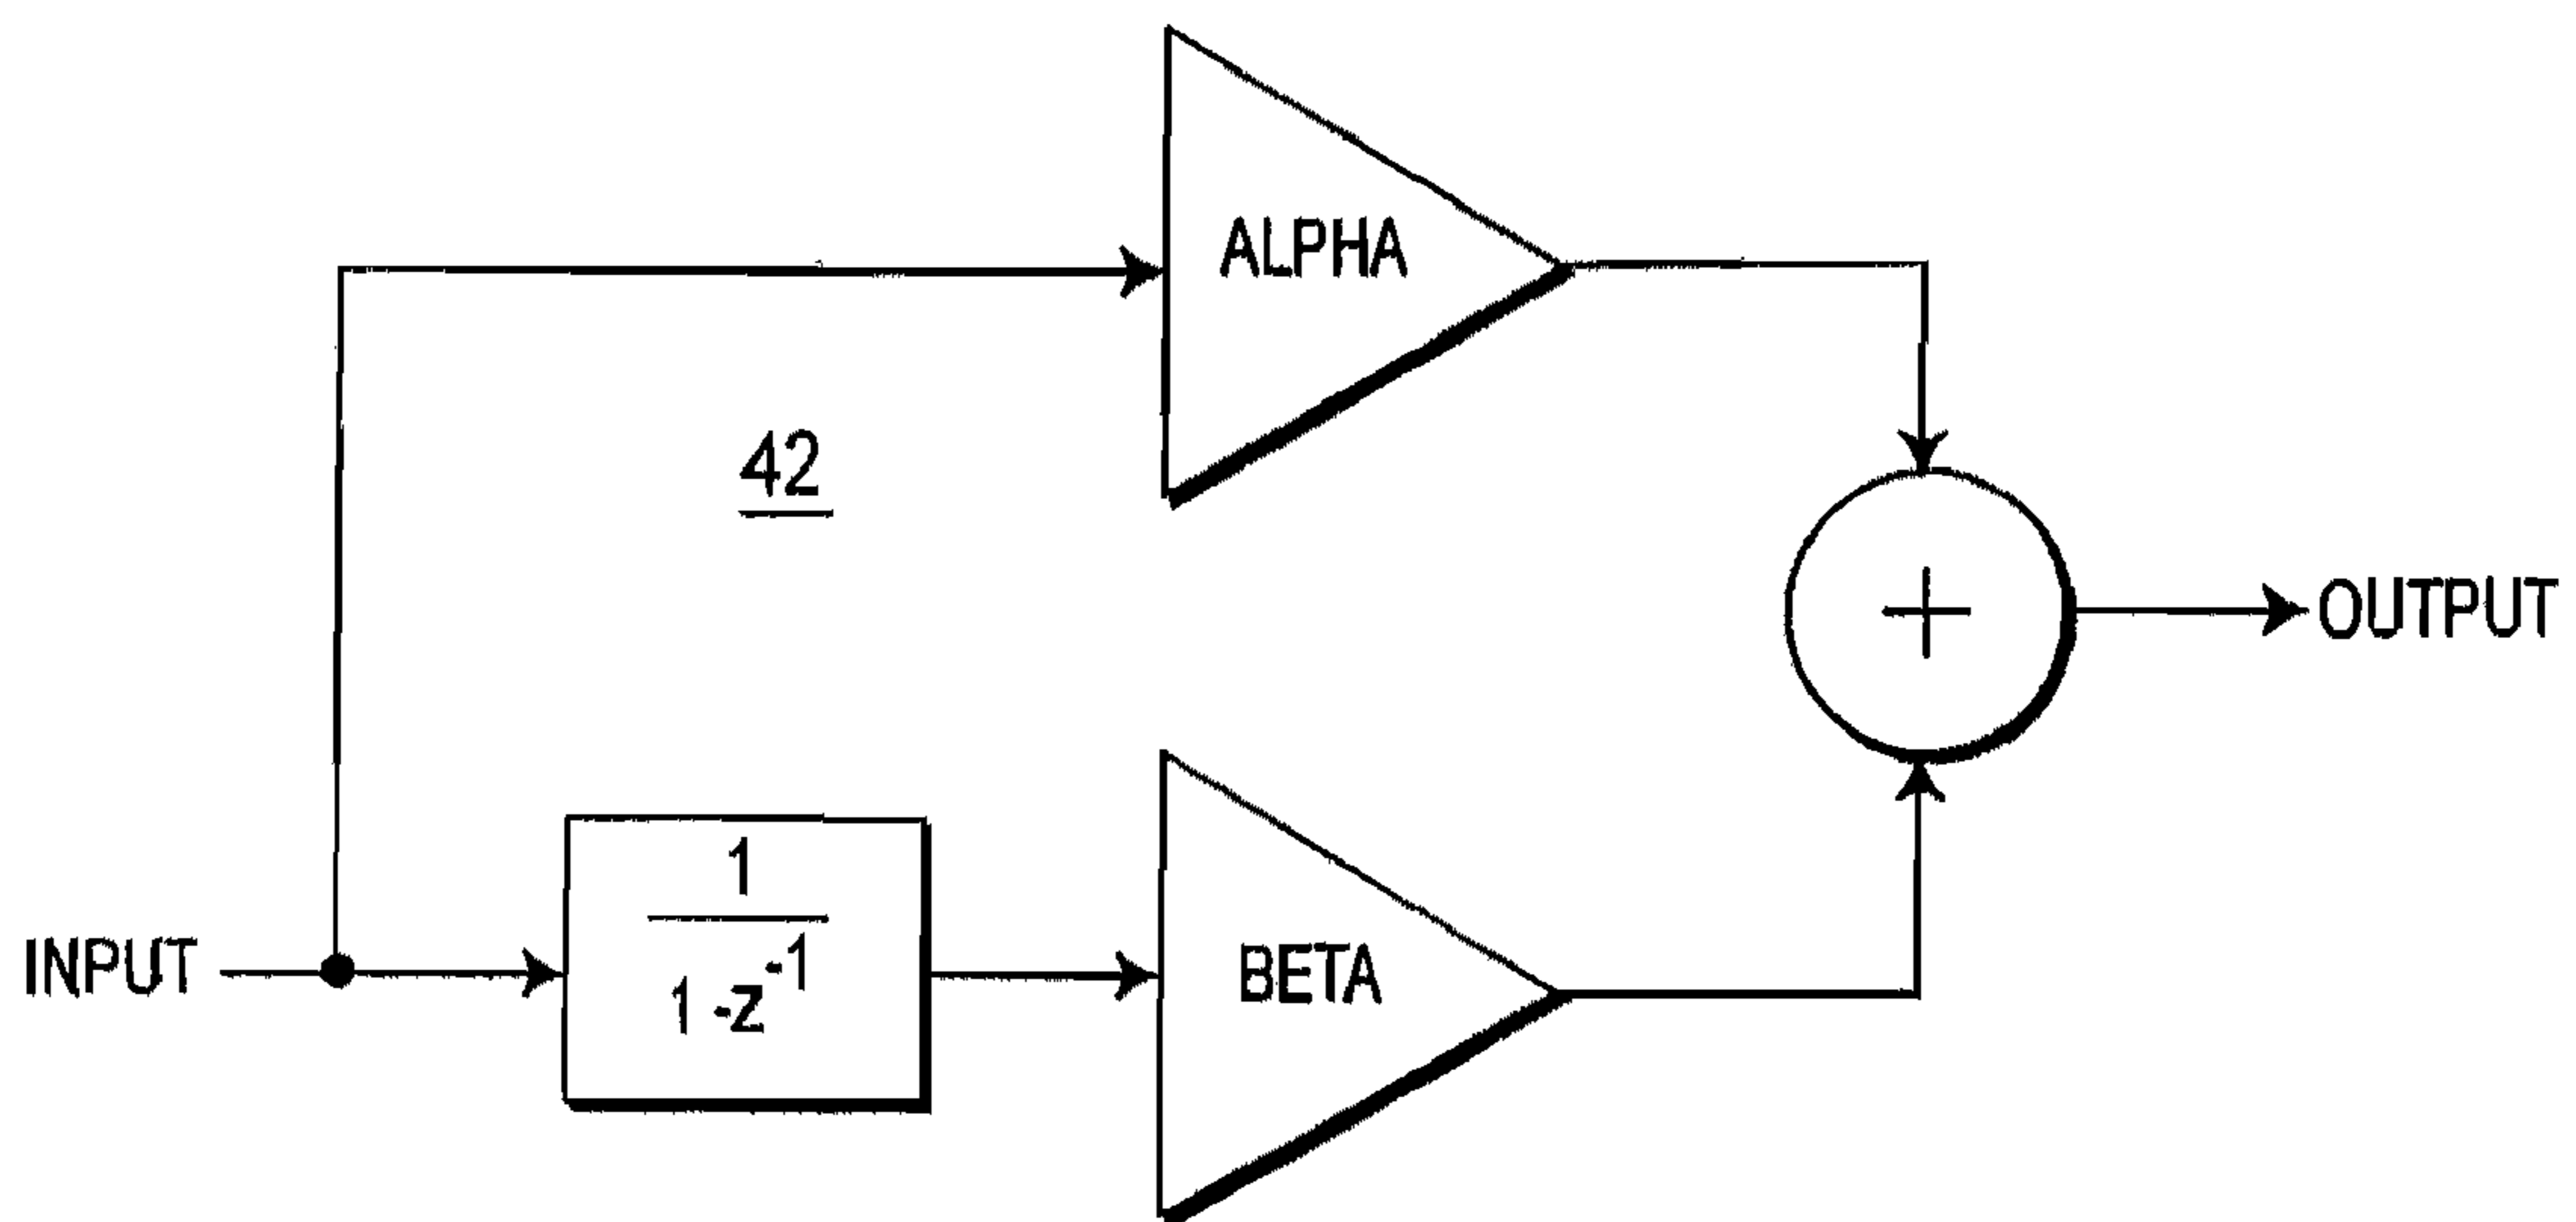 ALPHA
42
+
OUTPUT
INPUT
1
1-z^-1
BETA